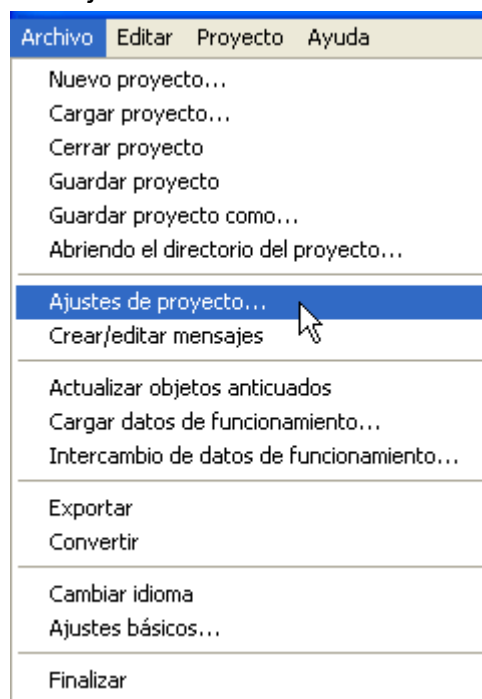 Archivo Editar Proyecto Ayuda
Nuevo proyecto...
Cargar proyecto...
Cerrar proyecto
Guardar proyecto
Guardar proyecto como...
Abriendo el directorio del proyecto...
Ajustes de proyecto...
Crear/editar mensajes
Actualizar objetos anticuados
Cargar datos de funcionamiento...
Intercambio de datos de funcionamiento...
Exportar
Convertir
Cambiar idioma
Ajustes básicos...
Finalizar